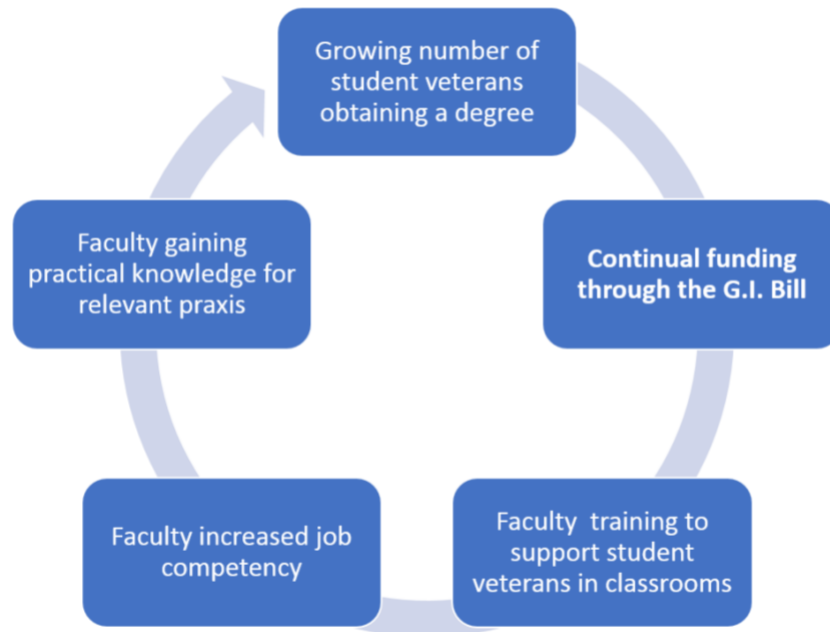 Growing number of
student veterans
obtaining a degree
Continual funding
through the G.I. Bill
Faculty training to
support student
veterans in classrooms
Faculty increased job
competency
Faculty gaining
practical knowledge for
relevant praxis